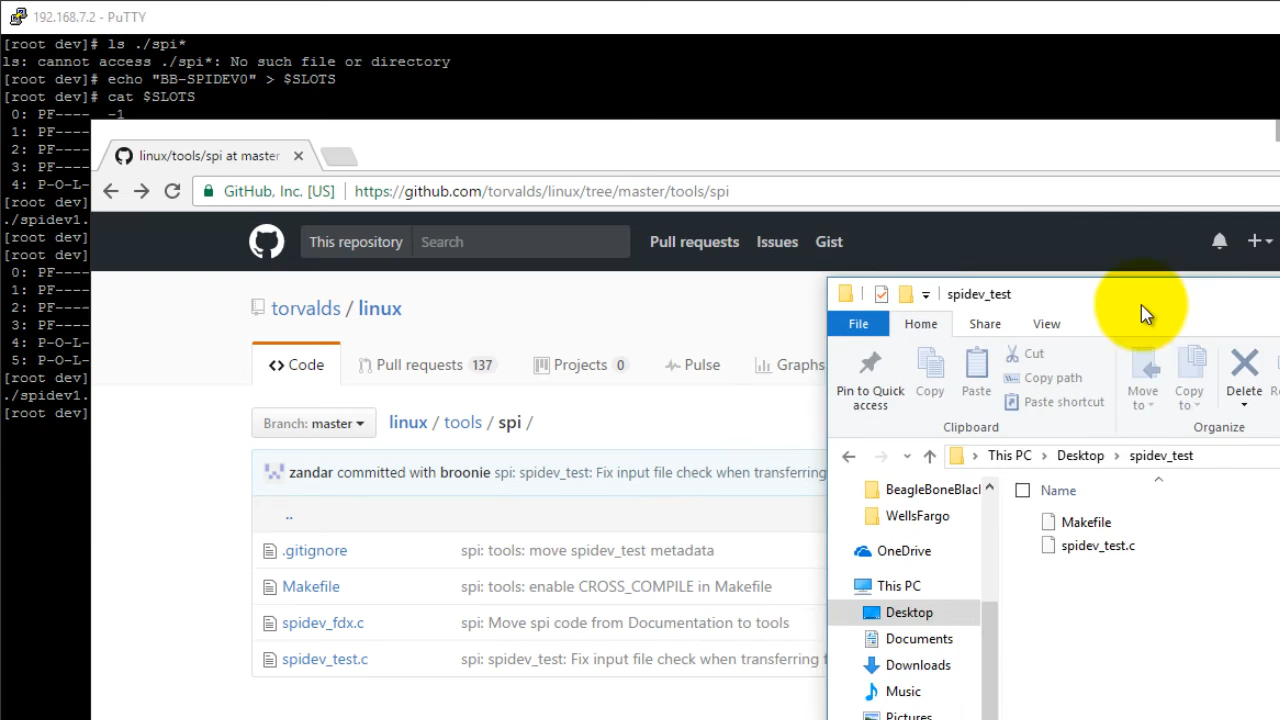 192.168.7.2 - PuTTY
[root dev]# ls ./spi*
ls: cannot access ./spi*: No such file or directory
[root dev]# echo "BB-SPIDEV0" > $SLOTS
[root dev]# cat $SLOTS
0: PF---- -1
1: PF----
2: PF----
3: PF----
4: P-O-L-
[root dev]
./spidev1.
[root dev]
[root dev]
0: PF----
1: PF----
2: PF----
3: PF----
4: P-O-L-
5: P-O-L-
[root dev]
./spidev1.
[root dev]
linux/tools/spi at master
GitHub, Inc. [US] https://github.com/torvalds/linux/tree/master/tools/spi
This repository Search Pull requests Issues Gist
torvalds / linux
Code Pull requests 137 Projects 0 Pulse Graphs
Branch: master linux / tools / spi /
zandar committed with broonie spi: spidev_test: Fix input file check when transferring
..
.gitignore spi: tools: move spidev_test metadata
Makefile spi: tools: enable CROSS_COMPILE in Makefile
spidev_fdx.c spi: Move spi code from Documentation to tools
spidev_test.c spi: spidev_test: Fix input file check when transferring
spidev_test
File Home Share View
Pin to Quick access
Copy
Paste
Cut
Copy path
Paste shortcut
Clipboard
Move to
Copy to
Delete
Organize
This PC > Desktop > spidev_test
BeagleBoneBlac
WellsFargo
OneDrive
This PC
Desktop
Documents
Downloads
Music
Pictures
Name
Makefile
spidev_test.c